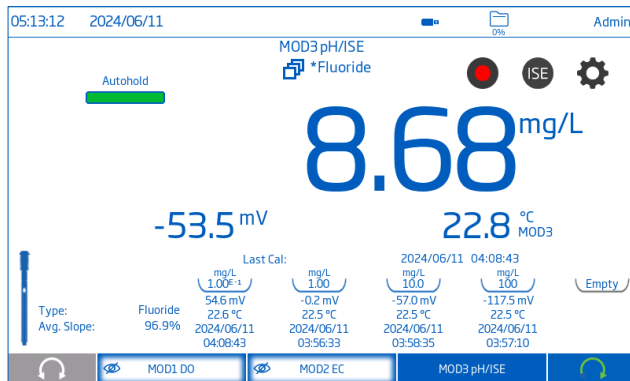 05:13:12 2024/06/11 0% Admin
MOD3 pH/ISE
*Fluoride
Autohold
ISE
8.68 mg/L
-53.5 mV 22.8 °C MOD3
Last Cal: 2024/06/11 04:08:43
mg/L mg/L mg/L mg/L
1.00E-1 1.00 10.0 100 Empty
54.6 mV -0.2 mV -57.0 mV -117.5 mV
Type: Fluoride 22.6 °C 22.5 °C 22.5 °C 22.5 °C
Avg. Slope: 96.9% 2024/06/11 2024/06/11 2024/06/11 2024/06/11
04:08:43 03:56:33 03:58:35 03:57:10
MOD1 DO MOD2 EC MOD3 pH/ISE